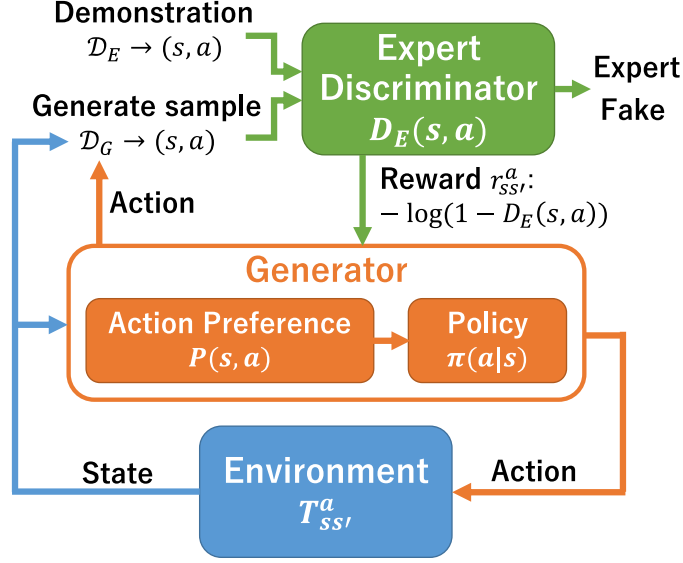 Demonstration
𝒟_E → (s, a)
Generate sample
𝒟_G → (s, a)
Expert
Discriminator
D_E(s, a)
Expert
Fake
Action
Reward r^a_{ss′}:
− log(1 − D_E(s, a))
Generator
Action Preference
P(s, a)
Policy
π(a|s)
State
Environment
T^a_{ss′}
Action